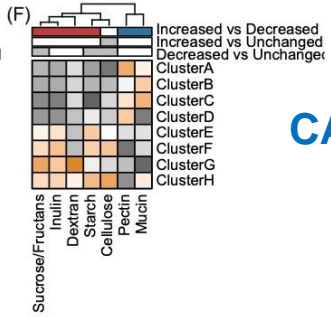 (F)
Increased vs Decreased
Increased vs Unchanged
Decreased vs Unchanged
ClusterA
ClusterB
ClusterC
ClusterD
CA
ClusterE
ClusterF
ClusterG
ClusterH
Sucrose/Fructans
Inulin
Dextran
Starch
Cellulose
Pectin
Mucin